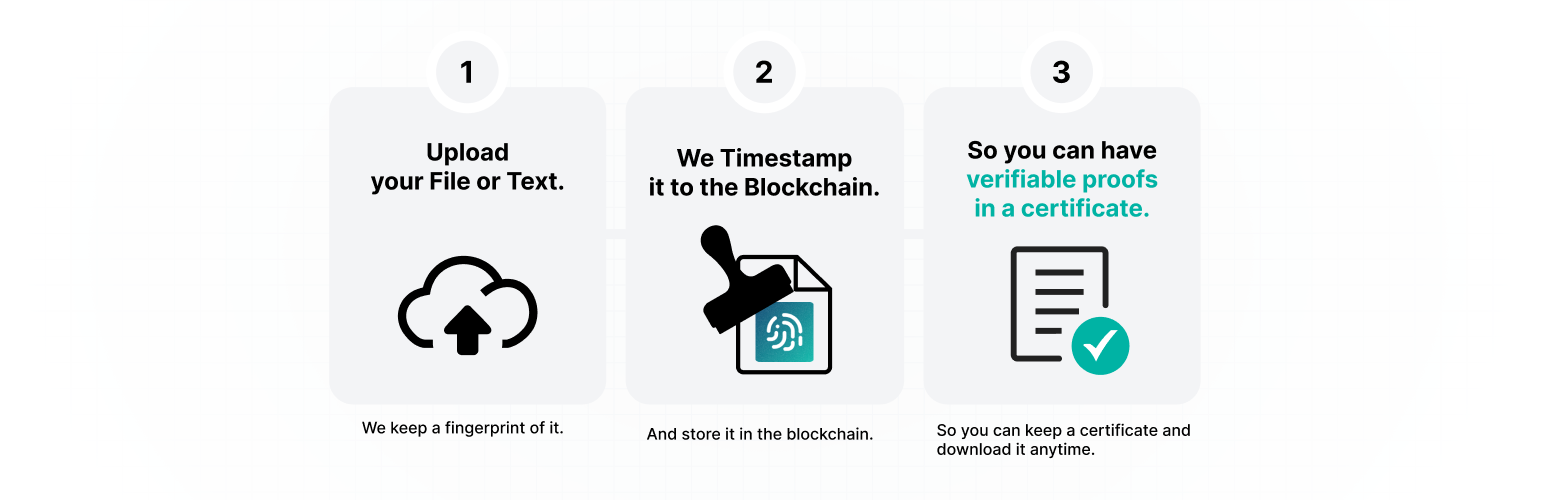 1
Upload
your File or Text.
We keep a fingerprint of it.
2
We Timestamp
it to the Blockchain.
And store it in the blockchain.
3
So you can have
verifiable proofs
in a certificate.
So you can keep a certificate and
download it anytime.